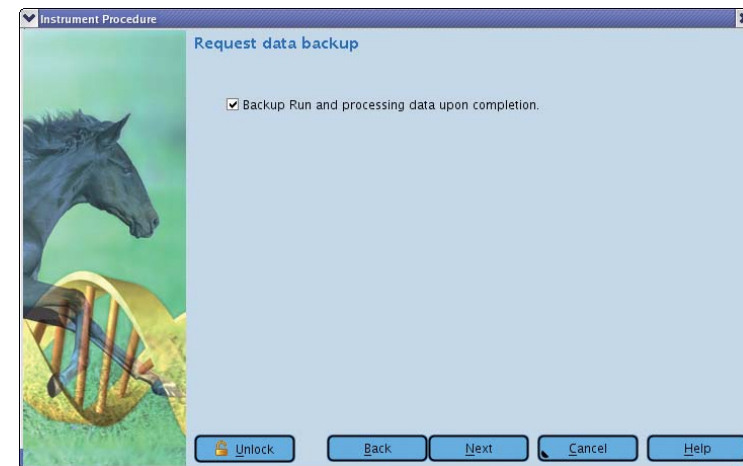 Instrument Procedure
Request data backup
Backup Run and processing data upon completion.
Unlock
Back
Next
Cancel
Help